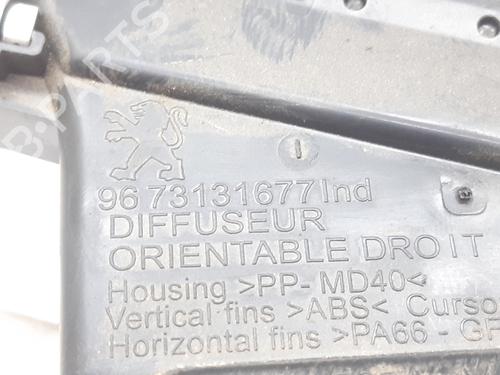 96 73131677Ind
DIFFUSEUR
ORIENTABLE DROIT
Housing >PP- MD40<
Vertical fins >ABS< Curso
Horizontal fins >PA66 - GF